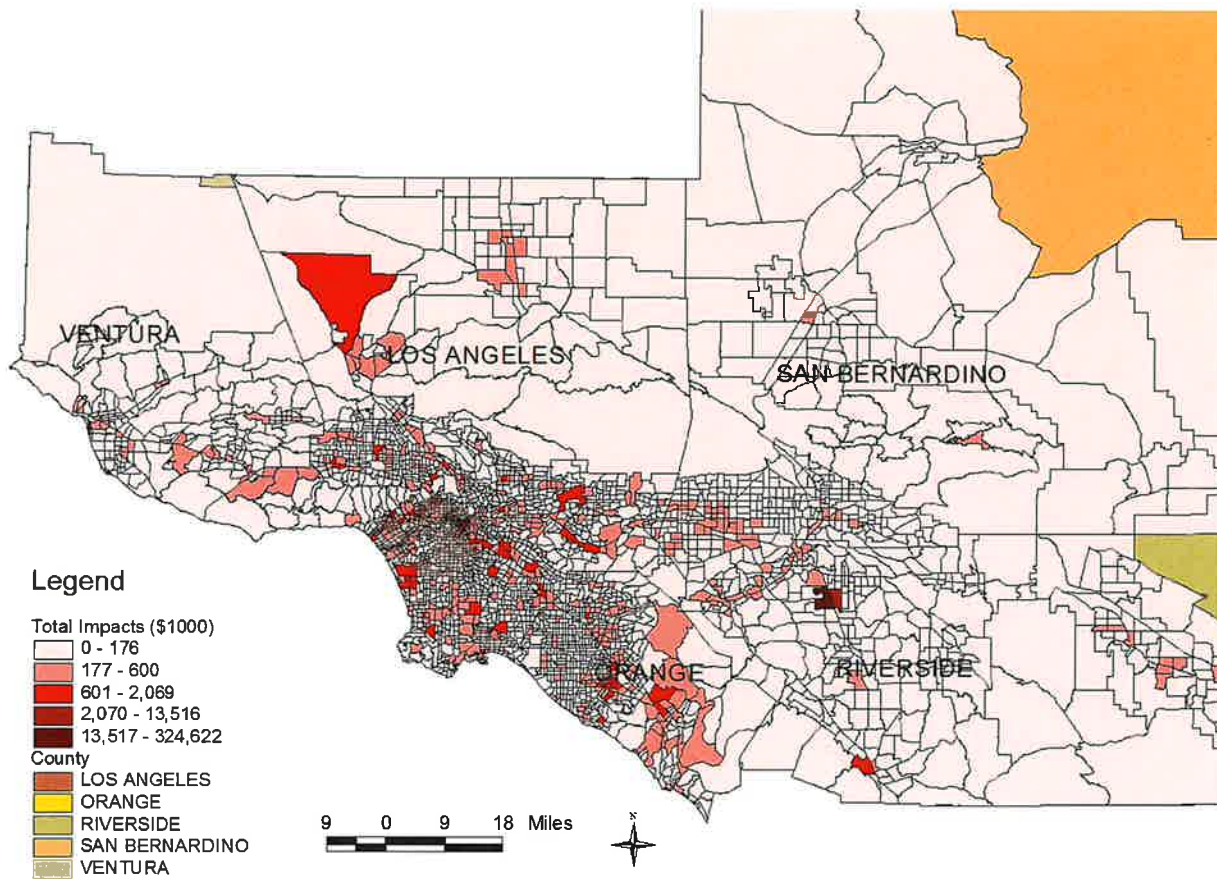 VENTURA
LOS ANGELES
SAN BERNARDINO
ORANGE
RIVERSIDE
Legend
Total Impacts ($1000)
0 - 176
177 - 600
601 - 2,069
2,070 - 13,516
13,517 - 324,622
County
LOS ANGELES
ORANGE
RIVERSIDE
SAN BERNARDINO
VENTURA
9 0 9 18 Miles
N